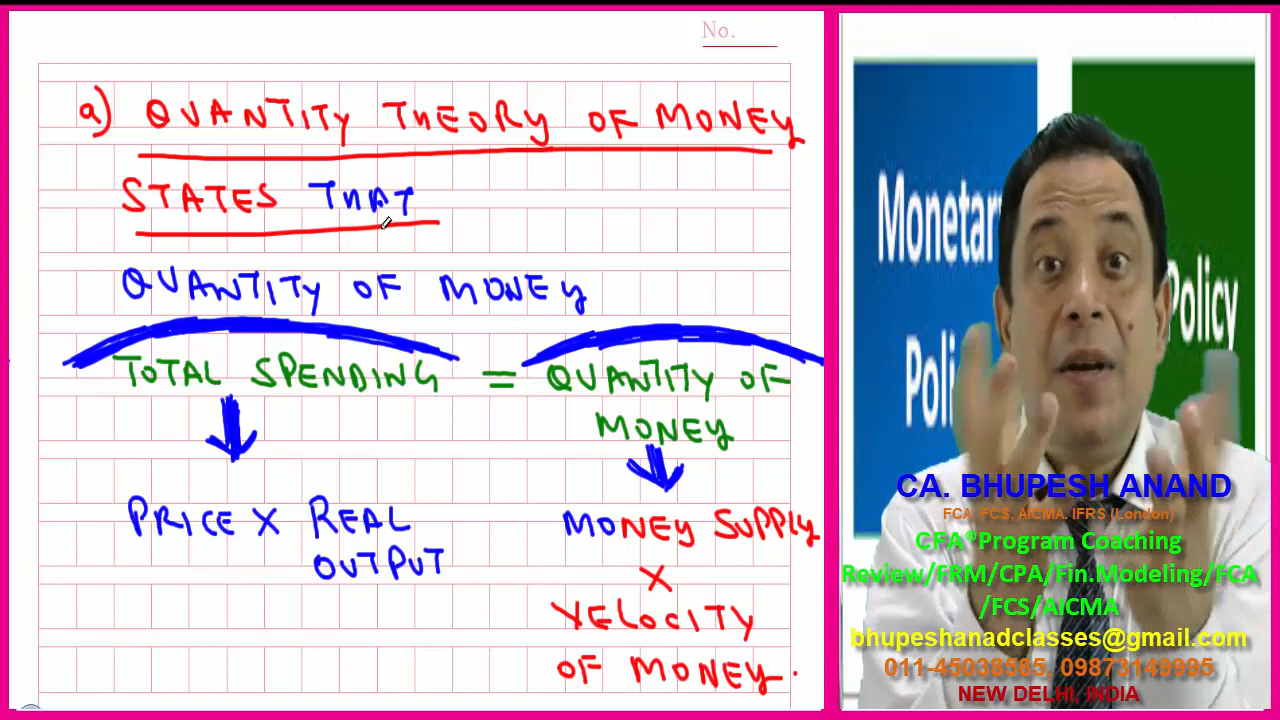 No.
a) QUANTITY THEORY OF MONEY
STATES THAT
QUANTITY OF MONEY
TOTAL SPENDING = QUANTITY OF
MONEY
PRICE X REAL
OUTPUT
MONEY SUPPLY
X
VELOCITY
OF MONEY.
Monetar
Poli
Policy
CA. BHUPESH ANAND
FCA, FCS, AICMA, IFRS (London)
CFA®Program Coaching
Review/FRM/CPA/Fin.Modeling/FCA
/FCS/AICMA
bhupeshanadclasses@gmail.com
011-45038585, 09873149995
NEW DELHI, INDIA